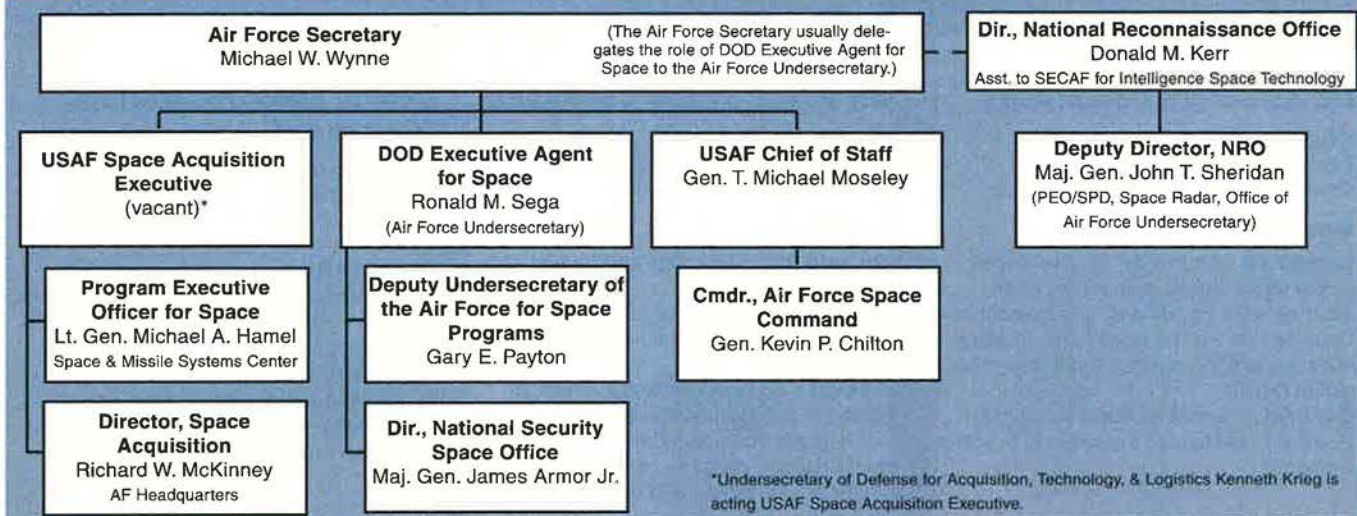 Air Force Secretary
Michael W. Wynne
(The Air Force Secretary usually dele-
gates the role of DOD Executive Agent for
Space to the Air Force Undersecretary.)
Dir., National Reconnaissance Office
Donald M. Kerr
Asst. to SECAF for Intelligence Space Technology
USAF Space Acquisition
Executive
(vacant)*
DOD Executive Agent
for Space
Ronald M. Sega
(Air Force Undersecretary)
USAF Chief of Staff
Gen. T. Michael Moseley
Deputy Director, NRO
Maj. Gen. John T. Sheridan
(PEO/SPD, Space Radar, Office of
Air Force Undersecretary)
Program Executive
Officer for Space
Lt. Gen. Michael A. Hamel
Space & Missile Systems Center
Deputy Undersecretary of
the Air Force for Space
Programs
Gary E. Payton
Cmdr., Air Force Space
Command
Gen. Kevin P. Chilton
Director, Space
Acquisition
Richard W. McKinney
AF Headquarters
Dir., National Security
Space Office
Maj. Gen. James Armor Jr.
*Undersecretary of Defense for Acquisition, Technology, & Logistics Kenneth Krieg is
acting USAF Space Acquisition Executive.